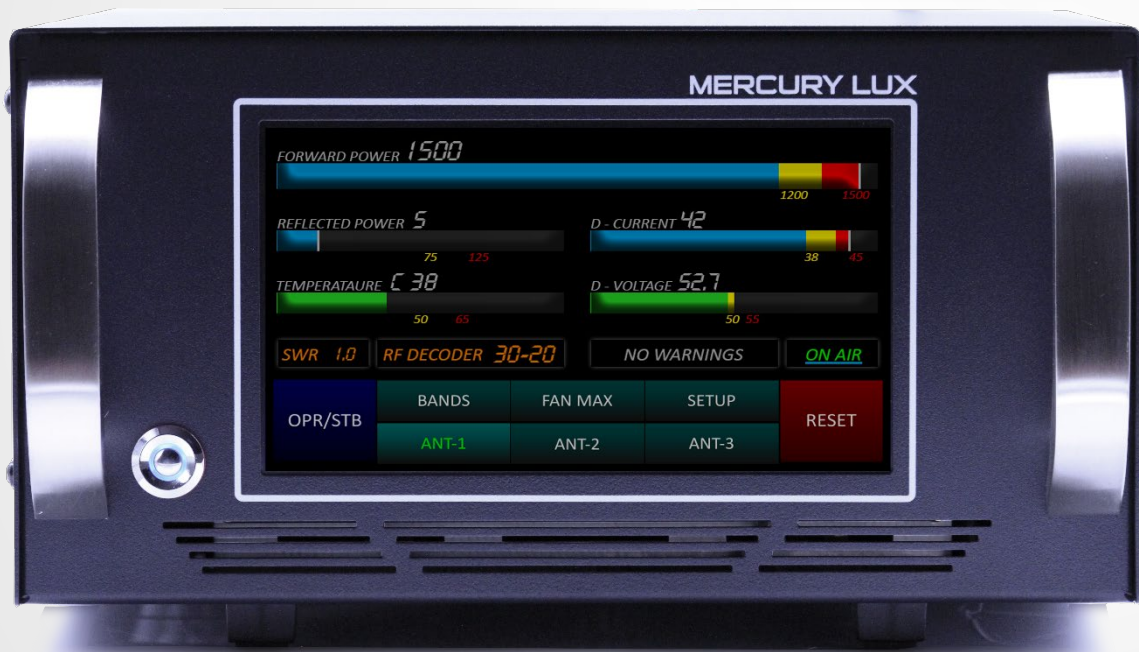 MERCURY LUX
FORWARD POWER 1500
1200 1500
REFLECTED POWER 5
75 125
D - CURRENT 42
38 45
TEMPERATAURE C 38
50 65
D - VOLTAGE 52.7
50 55
SWR 1.0 RF DECODER 30-20 NO WARNINGS ON AIR
OPR/STB BANDS FAN MAX SETUP RESET
ANT-1 ANT-2 ANT-3